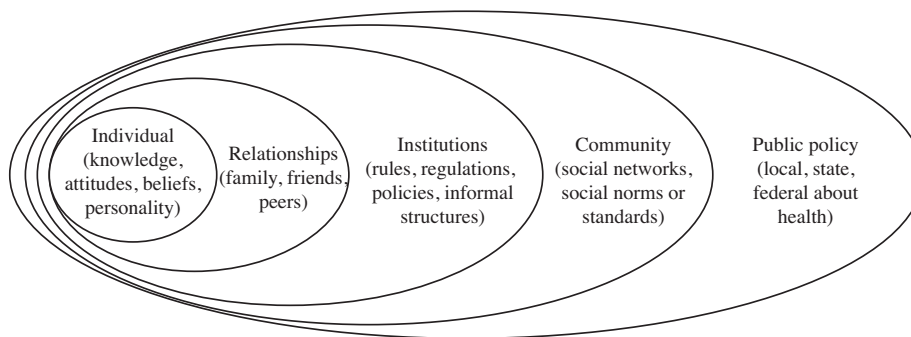 Individual
(knowledge,
attitudes, beliefs,
personality)
Relationships
(family, friends,
peers)
Institutions
(rules, regulations,
policies, informal
structures)
Community
(social networks,
social norms or
standards)
Public policy
(local, state,
federal about
health)